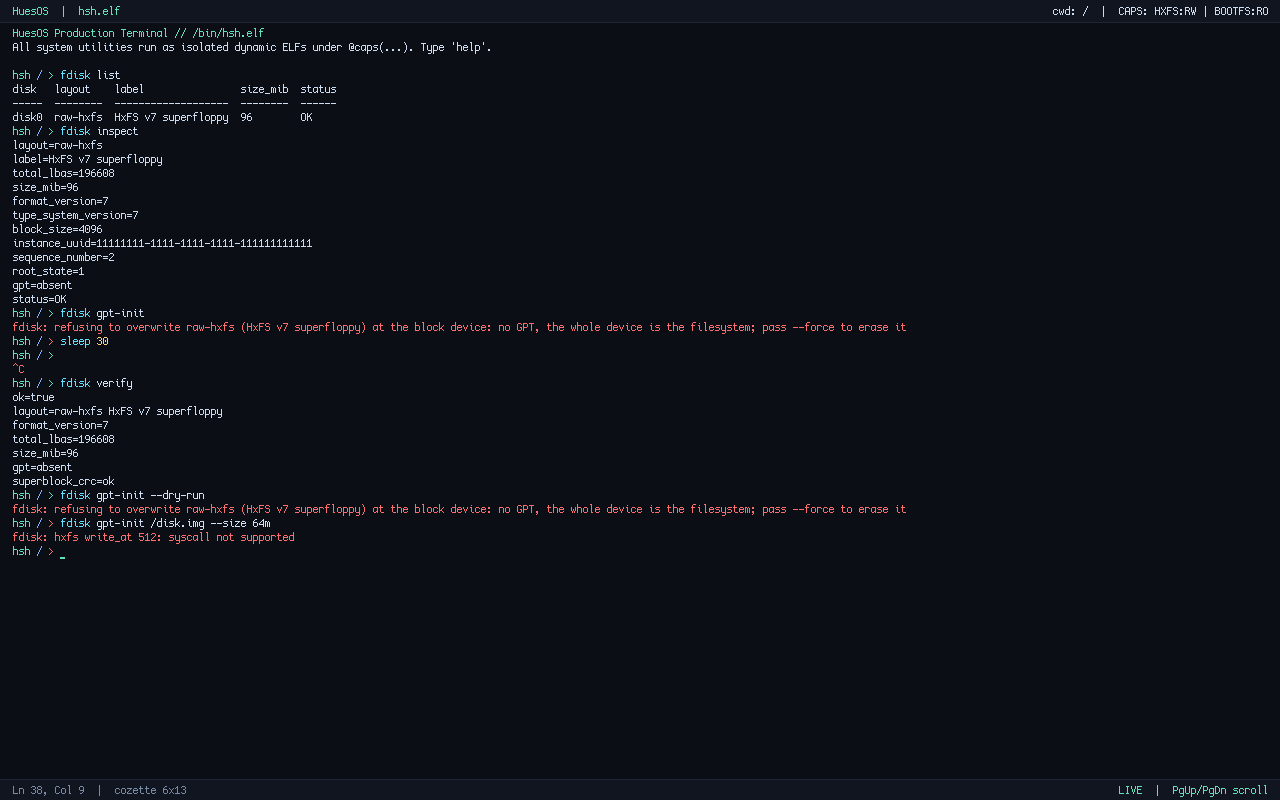 HuesOS | hsh.elf cwd: / | CAPS: HXFS:RW | BOOTFS:RO
HuesOS Production Terminal // /bin/hsh.elf
All system utilities run as isolated dynamic ELFs under @caps(...). Type 'help'.
hsh / > fdisk list
disk layout label size_mib status
----- -------- ------------------- -------- ------
disk0 raw-hxfs HxFS v7 superfloppy 96 OK
hsh / > fdisk inspect
layout=raw-hxfs
label=HxFS v7 superfloppy
total_lbas=196608
size_mib=96
format_version=7
type_system_version=7
block_size=4096
instance_uuid=11111111-1111-1111-1111-111111111111
sequence_number=2
root_state=1
gpt=absent
status=OK
hsh / > fdisk gpt-init
fdisk: refusing to overwrite raw-hxfs (HxFS v7 superfloppy) at the block device: no GPT, the whole device is the filesystem; pass --force to erase it
hsh / > sleep 30
hsh / >
^C
hsh / > fdisk verify
ok=true
layout=raw-hxfs HxFS v7 superfloppy
format_version=7
total_lbas=196608
size_mib=96
gpt=absent
superblock_crc=ok
hsh / > fdisk gpt-init --dry-run
fdisk: refusing to overwrite raw-hxfs (HxFS v7 superfloppy) at the block device: no GPT, the whole device is the filesystem; pass --force to erase it
hsh / > fdisk gpt-init /disk.img --size 64m
fdisk: hxfs write_at 512: syscall not supported
hsh / > _
Ln 38, Col 9 | cozette 6x13 LIVE | PgUp/PgDn scroll